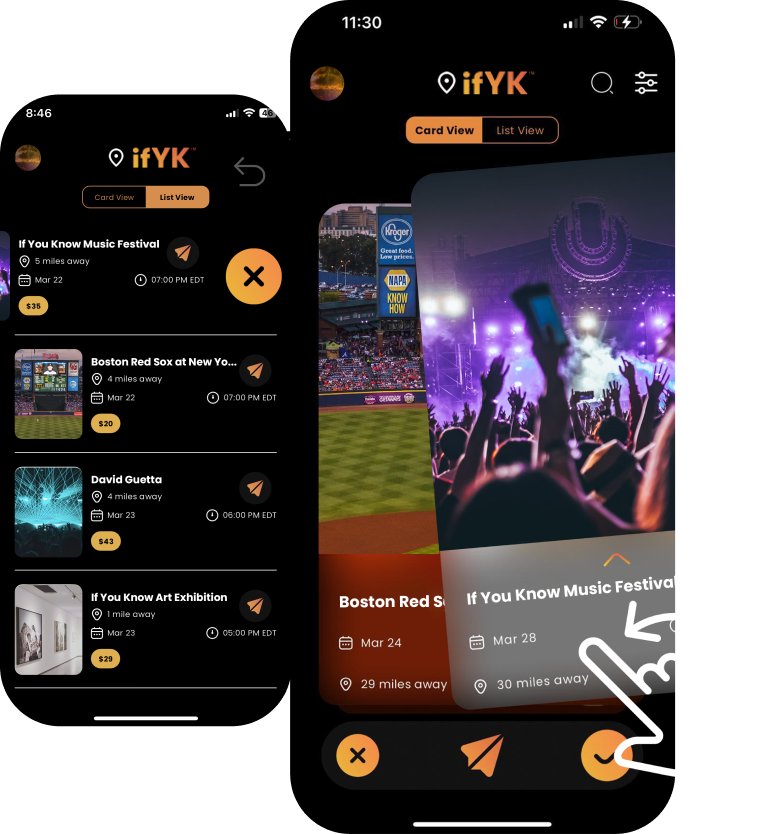 8:46
46
ifYK™
Card View
List View
If You Know Music Festival
5 miles away
Mar 22
07:00 PM EDT
$35
Boston Red Sox at New Yo...
4 miles away
Mar 22
07:00 PM EDT
$20
David Guetta
4 miles away
Mar 23
06:00 PM EDT
$43
If You Know Art Exhibition
1 mile away
Mar 23
05:00 PM EDT
$29
11:30
ifYK™
Card View
List View
Kroger
Great food.
Low prices.
NAPA
KNOW
HOW
Boston Red S
Mar 24
29 miles away
If You Know Music Festival
Mar 28
30 miles away